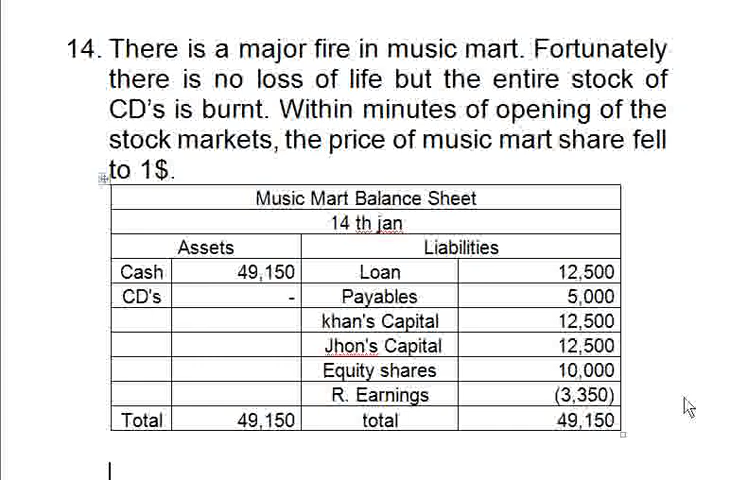 14. There is a major fire in music mart. Fortunately
there is no loss of life but the entire stock of
CD's is burnt. Within minutes of opening of the
stock markets, the price of music mart share fell
to 1$.
Music Mart Balance Sheet
14 th jan
Assets Liabilities
Cash 49,150 Loan 12,500
CD's - Payables 5,000
khan's Capital 12,500
Jhon's Capital 12,500
Equity shares 10,000
R. Earnings (3,350)
Total 49,150 total 49,150